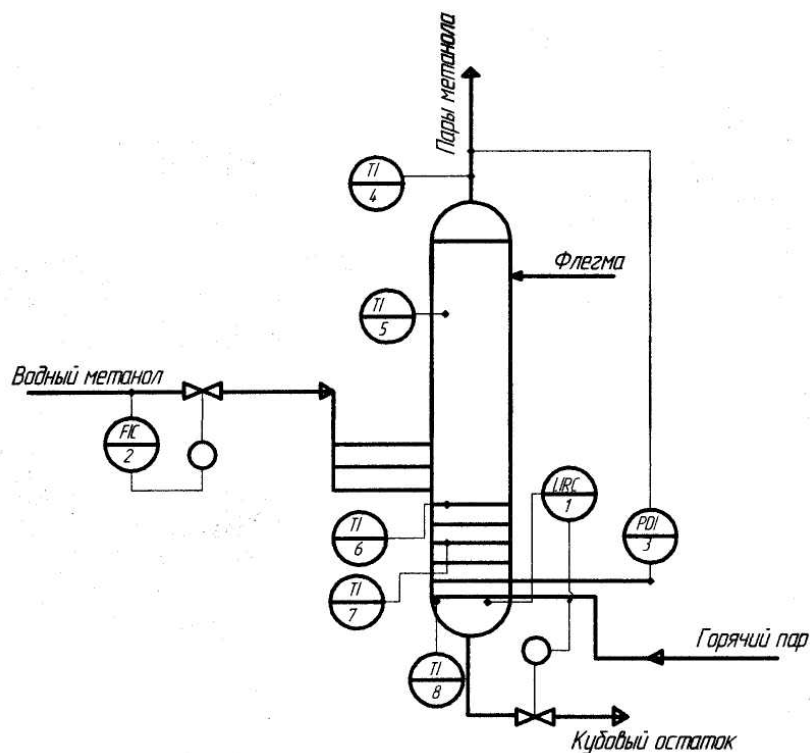 Пары метанола
TI
4
Флегма
TI
5
Водный метанол
FIC
2
LIRC
1
TI
6
PDI
3
TI
7
Горячий пар
TI
8
Кубовый остаток